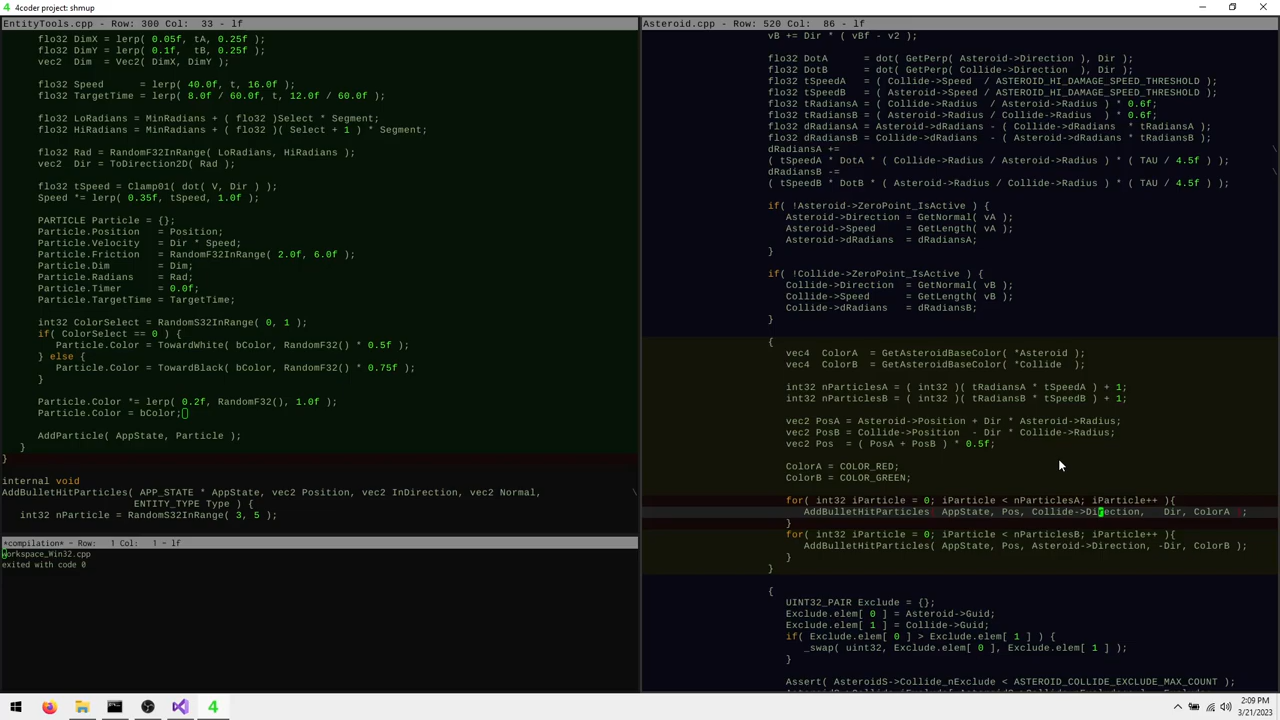 4coder project: shmup
EntityTools.cpp - Row: 300 Col:  33 - lf
flo32 DimX = lerp( 0.05f, tA, 0.25f );
flo32 DimY = lerp( 0.1f, tB, 0.25f );
vec2  Dim  = Vec2( DimX, DimY );
flo32 Speed      = lerp( 40.0f, t, 16.0f );
flo32 TargetTime = lerp( 8.0f / 60.0f, t, 12.0f / 60.0f );
flo32 LoRadians = MinRadians + ( flo32 )Select * Segment;
flo32 HiRadians = MinRadians + ( flo32 )( Select + 1 ) * Segment;
flo32 Rad = RandomF32InRange( LoRadians, HiRadians );
vec2  Dir = ToDirection2D( Rad );
flo32 tSpeed = Clamp01( dot( V, Dir ) );
Speed *= lerp( 0.35f, tSpeed, 1.0f );
PARTICLE Particle = {};
Particle.Position   = Position;
Particle.Velocity   = Dir * Speed;
Particle.Friction   = RandomF32InRange( 2.0f, 6.0f );
Particle.Dim        = Dim;
Particle.Radians    = Rad;
Particle.Timer      = 0.0f;
Particle.TargetTime = TargetTime;
int32 ColorSelect = RandomS32InRange( 0, 1 );
if( ColorSelect == 0 ) {
Particle.Color = TowardWhite( bColor, RandomF32() * 0.5f );
} else {
Particle.Color = TowardBlack( bColor, RandomF32() * 0.75f );
}
Particle.Color *= lerp( 0.2f, RandomF32(), 1.0f );
Particle.Color = bColor;
AddParticle( AppState, Particle );
}
}
internal void
AddBulletHitParticles( APP_STATE * AppState, vec2 Position, vec2 InDirection, vec2 Normal, \
ENTITY_TYPE Type ) {
int32 nParticle = RandomS32InRange( 3, 5 );
*compilation* - Row:   1 Col:   1 - lf
workspace_Win32.cpp
exited with code 0
Asteroid.cpp - Row: 520 Col:  86 - lf
vB += Dir * ( vBf - v2 );
flo32 DotA     = dot( GetPerp( Asteroid->Direction ), Dir );
flo32 DotB     = dot( GetPerp( Collide->Direction  ), Dir );
flo32 tSpeedA   = ( Collide->Speed / ASTEROID_HI_DAMAGE_SPEED_THRESHOLD );
flo32 tSpeedB   = ( Asteroid->Speed / ASTEROID_HI_DAMAGE_SPEED_THRESHOLD );
flo32 tRadiansA = ( Collide->Radius  / Asteroid->Radius ) * 0.6f;
flo32 tRadiansB = ( Asteroid->Radius / Collide->Radius  ) * 0.6f;
flo32 dRadiansA = Asteroid->dRadians - ( Collide->dRadians  * tRadiansA );
flo32 dRadiansB = Collide->dRadians  - ( Asteroid->dRadians * tRadiansB );
dRadiansA += \
( tSpeedA * DotA * ( Collide->Radius / Asteroid->Radius ) * ( TAU / 4.5f ) );
dRadiansB -= \
( tSpeedB * DotB * ( Asteroid->Radius / Collide->Radius ) * ( TAU / 4.5f ) );
if( !Asteroid->ZeroPoint_IsActive ) {
Asteroid->Direction = GetNormal( vA );
Asteroid->Speed     = GetLength( vA );
Asteroid->dRadians  = dRadiansA;
}
if( !Collide->ZeroPoint_IsActive ) {
Collide->Direction  = GetNormal( vB );
Collide->Speed      = GetLength( vB );
Collide->dRadians   = dRadiansB;
}
{
vec4  ColorA  = GetAsteroidBaseColor( *Asteroid );
vec4  ColorB  = GetAsteroidBaseColor( *Collide  );
int32 nParticlesA = ( int32 )( tRadiansA * tSpeedA ) + 1;
int32 nParticlesB = ( int32 )( tRadiansB * tSpeedB ) + 1;
vec2 PosA = Asteroid->Position + Dir * Asteroid->Radius;
vec2 PosB = Collide->Position  - Dir * Collide->Radius;
vec2 Pos  = ( PosA + PosB ) * 0.5f;
ColorA = COLOR_RED;
ColorB = COLOR_GREEN;
for( int32 iParticle = 0; iParticle < nParticlesA; iParticle++ ){
AddBulletHitParticles( AppState, Pos, Collide->Direction,   Dir, ColorA );
}
for( int32 iParticle = 0; iParticle < nParticlesB; iParticle++ ){
AddBulletHitParticles( AppState, Pos, Asteroid->Direction, -Dir, ColorB );
}
}
{
UINT32_PAIR Exclude = {};
Exclude.elem[ 0 ] = Asteroid->Guid;
Exclude.elem[ 1 ] = Collide->Guid;
if( Exclude.elem[ 0 ] > Exclude.elem[ 1 ] ) {
_swap( uint32, Exclude.elem[ 0 ], Exclude.elem[ 1 ] );
}
Assert( AsteroidS->Collide_nExclude < ASTEROID_COLLIDE_EXCLUDE_MAX_COUNT );
2:09 PM
3/21/2023